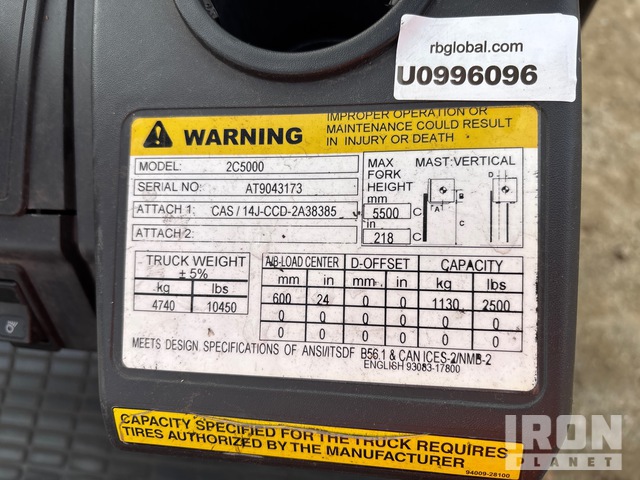 rbglobal.com
U0996096
WARNING
IMPROPER OPERATION OR
MAINTENANCE COULD RESULT
IN INJURY OR DEATH
MODEL: 2C5000
SERIAL NO: AT9043173
ATTACH 1: CAS / 14J-CCD-2A38385
ATTACH 2:
MAX
FORK
HEIGHT
mm
5500 C
in
218 C
MAST: VERTICAL
D
B
A
C
TRUCK WEIGHT
± 5%
kg lbs
4740 10450
A/B-LOAD CENTER D-OFFSET CAPACITY
mm in mm in kg lbs
600 24 0 0 1130 2500
0 0 0 0 0 0
0 0 0 0 0 0
MEETS DESIGN SPECIFICATIONS OF ANSI/ITSDF B56.1 & CAN ICES-2/NMB-2
ENGLISH 93083-17800
CAPACITY SPECIFIED FOR THE TRUCK REQUIRES
TIRES AUTHORIZED BY THE MANUFACTURER
94009-28100
IRON
PLANET